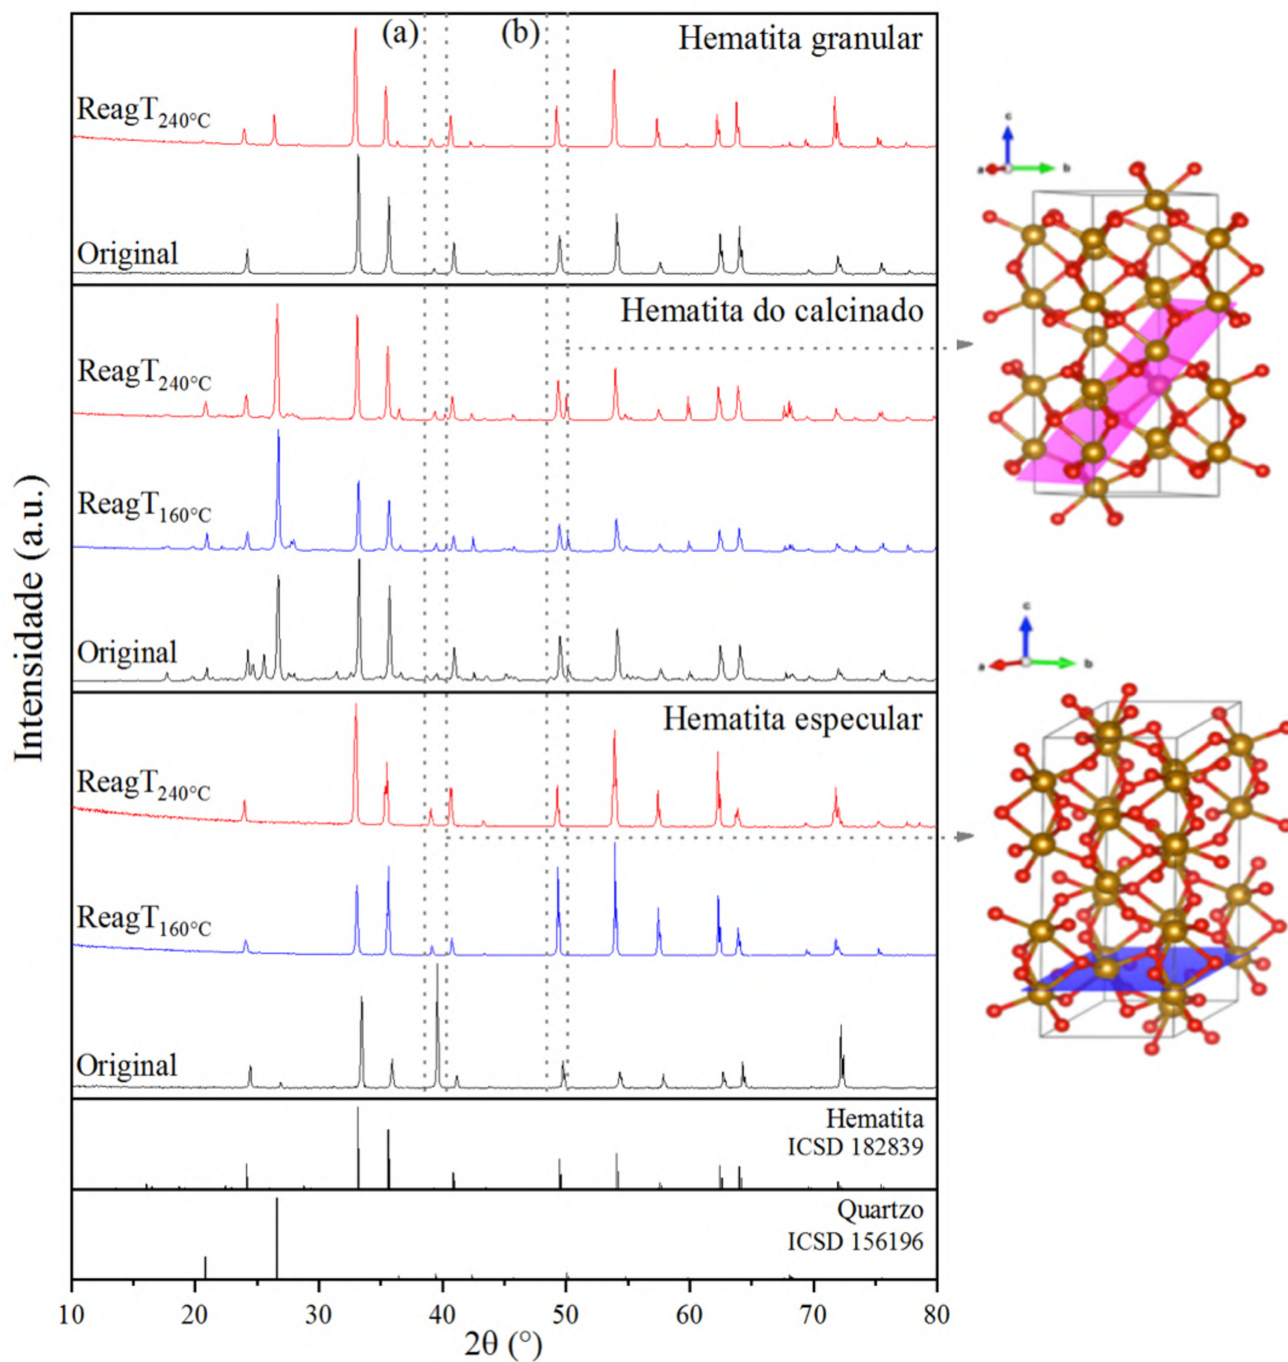 (a)
(b)
Hematita granular
ReagT240°C
Original
Hematita do calcinado
ReagT240°C
ReagT160°C
Original
Hematita especular
ReagT240°C
ReagT160°C
Original
Hematita
ICSD 182839
Quartzo
ICSD 156196
Intensidade (a.u.)
10 20 30 40 50 60 70 80
2θ (°)
c
a
b
c
a
b